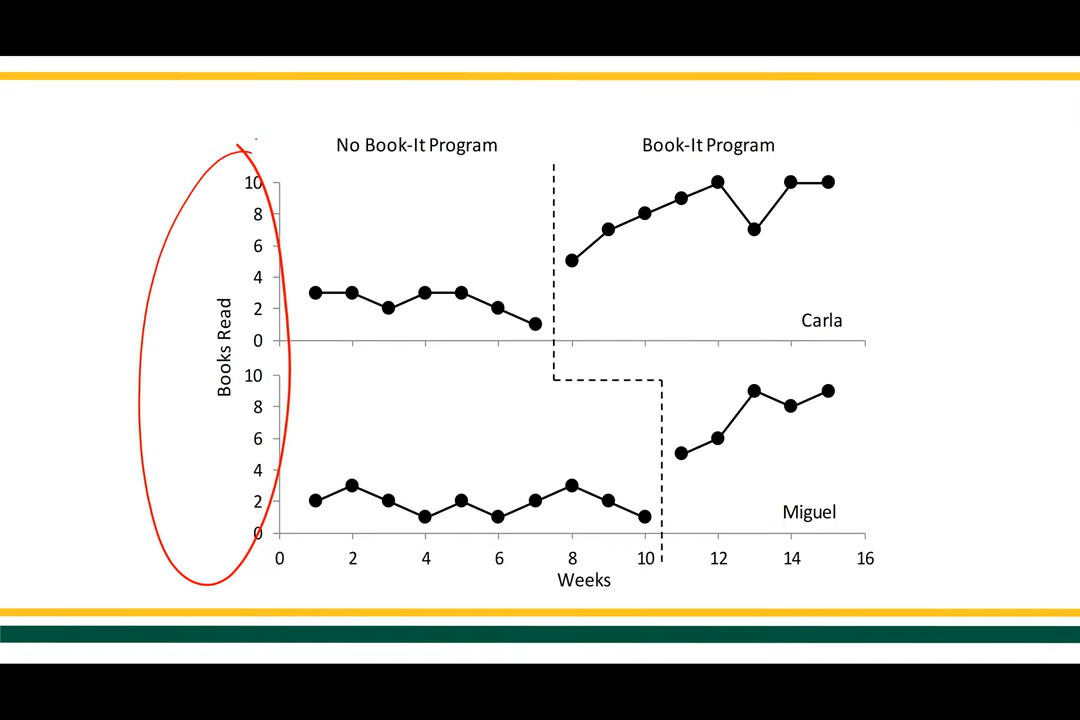 No Book-It Program
Book-It Program
10
8
6
4
2
0
Carla
Books Read
10
8
6
4
2
0
Miguel
0 2 4 6 8 10 12 14 16
Weeks